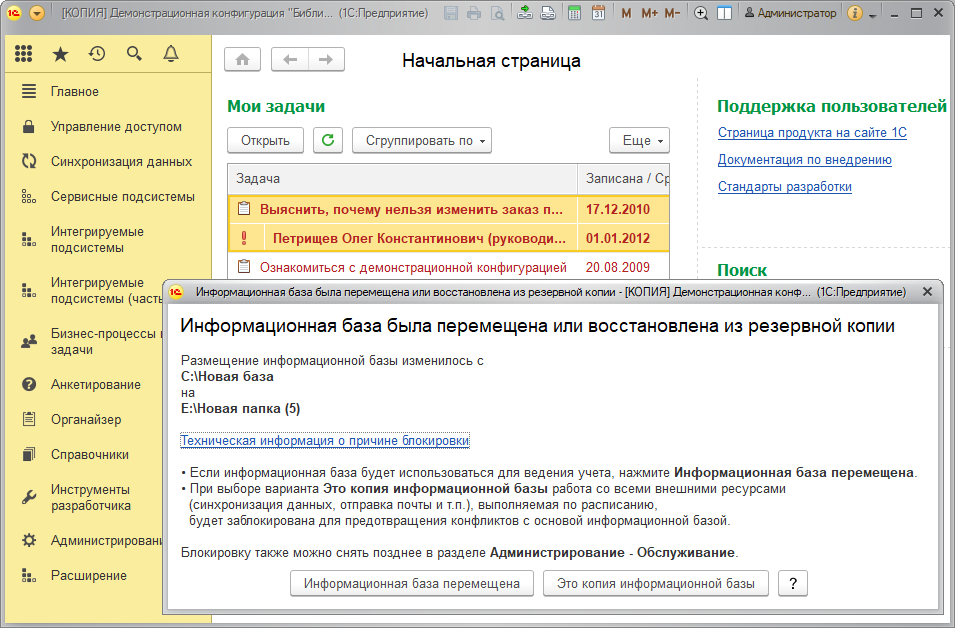 [КОПИЯ] Демонстрационная конфигурация "Библи... (1С:Предприятие)
31
M M+ M-
Администратор
Главное
Управление доступом
Синхронизация данных
Сервисные подсистемы
Интегрируемые
подсистемы
Интегрируемые
подсистемы (часть
Бизнес-процессы
задачи
Анкетирование
Органайзер
Справочники
Инструменты
разработчика
Администрировани
Расширение
Начальная страница
Мои задачи
Открыть
Сгруппировать по
Еще
Задача
Записана / Ср
Выяснить, почему нельзя изменить заказ п...
17.12.2010
Петрищев Олег Константинович (руководи...
01.01.2012
Ознакомиться с демонстрационной конфигурацией
20.08.2009
Поддержка пользователей
Страница продукта на сайте 1С
Документация по внедрению
Стандарты разработки
Поиск
Информационная база была перемещена или восстановлена из резервной копии - [КОПИЯ] Демонстрационная конф... (1С:Предприятие)
Информационная база была перемещена или восстановлена из резервной копии
Размещение информационной базы изменилось с
C:\Новая база
на
E:\Новая папка (5)
Техническая информация о причине блокировки
• Если информационная база будет использоваться для ведения учета, нажмите Информационная база перемещена.
• При выборе варианта Это копия информационной базы работа со всеми внешними ресурсами
(синхронизация данных, отправка почты и т.п.), выполняемая по расписанию,
будет заблокирована для предотвращения конфликтов с основой информационной базой.
Блокировку также можно снять позднее в разделе Администрирование - Обслуживание.
Информационная база перемещена
Это копия информационной базы
?